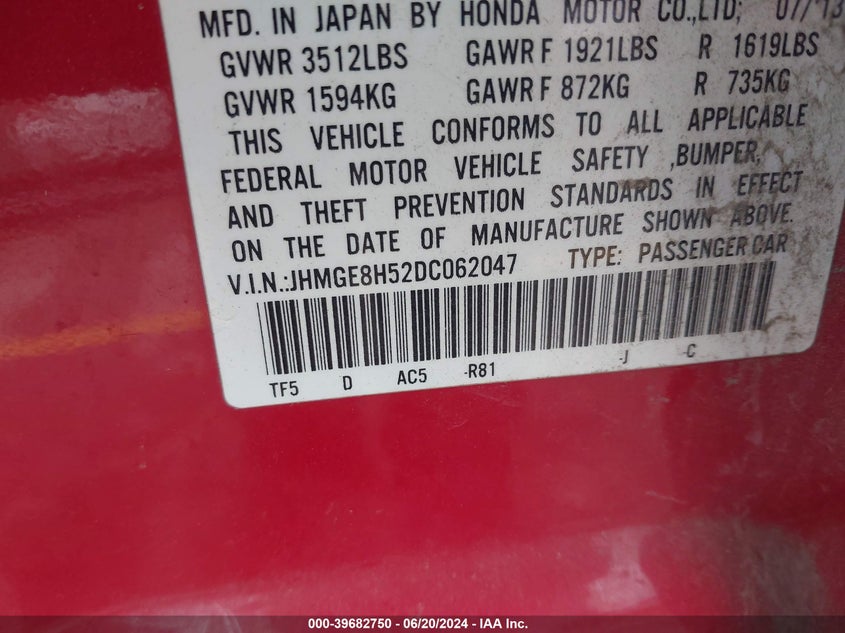 MFD. IN JAPAN BY HONDA MOTOR CO.,LTD; 07/13
GVWR 3512LBS GAWR F 1921LBS R 1619LBS
GVWR 1594KG GAWR F 872KG R 735KG
THIS VEHICLE CONFORMS TO ALL APPLICABLE
FEDERAL MOTOR VEHICLE SAFETY ,BUMPER,
AND THEFT PREVENTION STANDARDS IN EFFECT
ON THE DATE OF MANUFACTURE SHOWN ABOVE.
V.I.N.:JHMGE8H52DC062047 TYPE: PASSENGER CAR
TF5 D AC5 -R81 -J -C
000-39682750 - 06/20/2024 - IAA Inc.